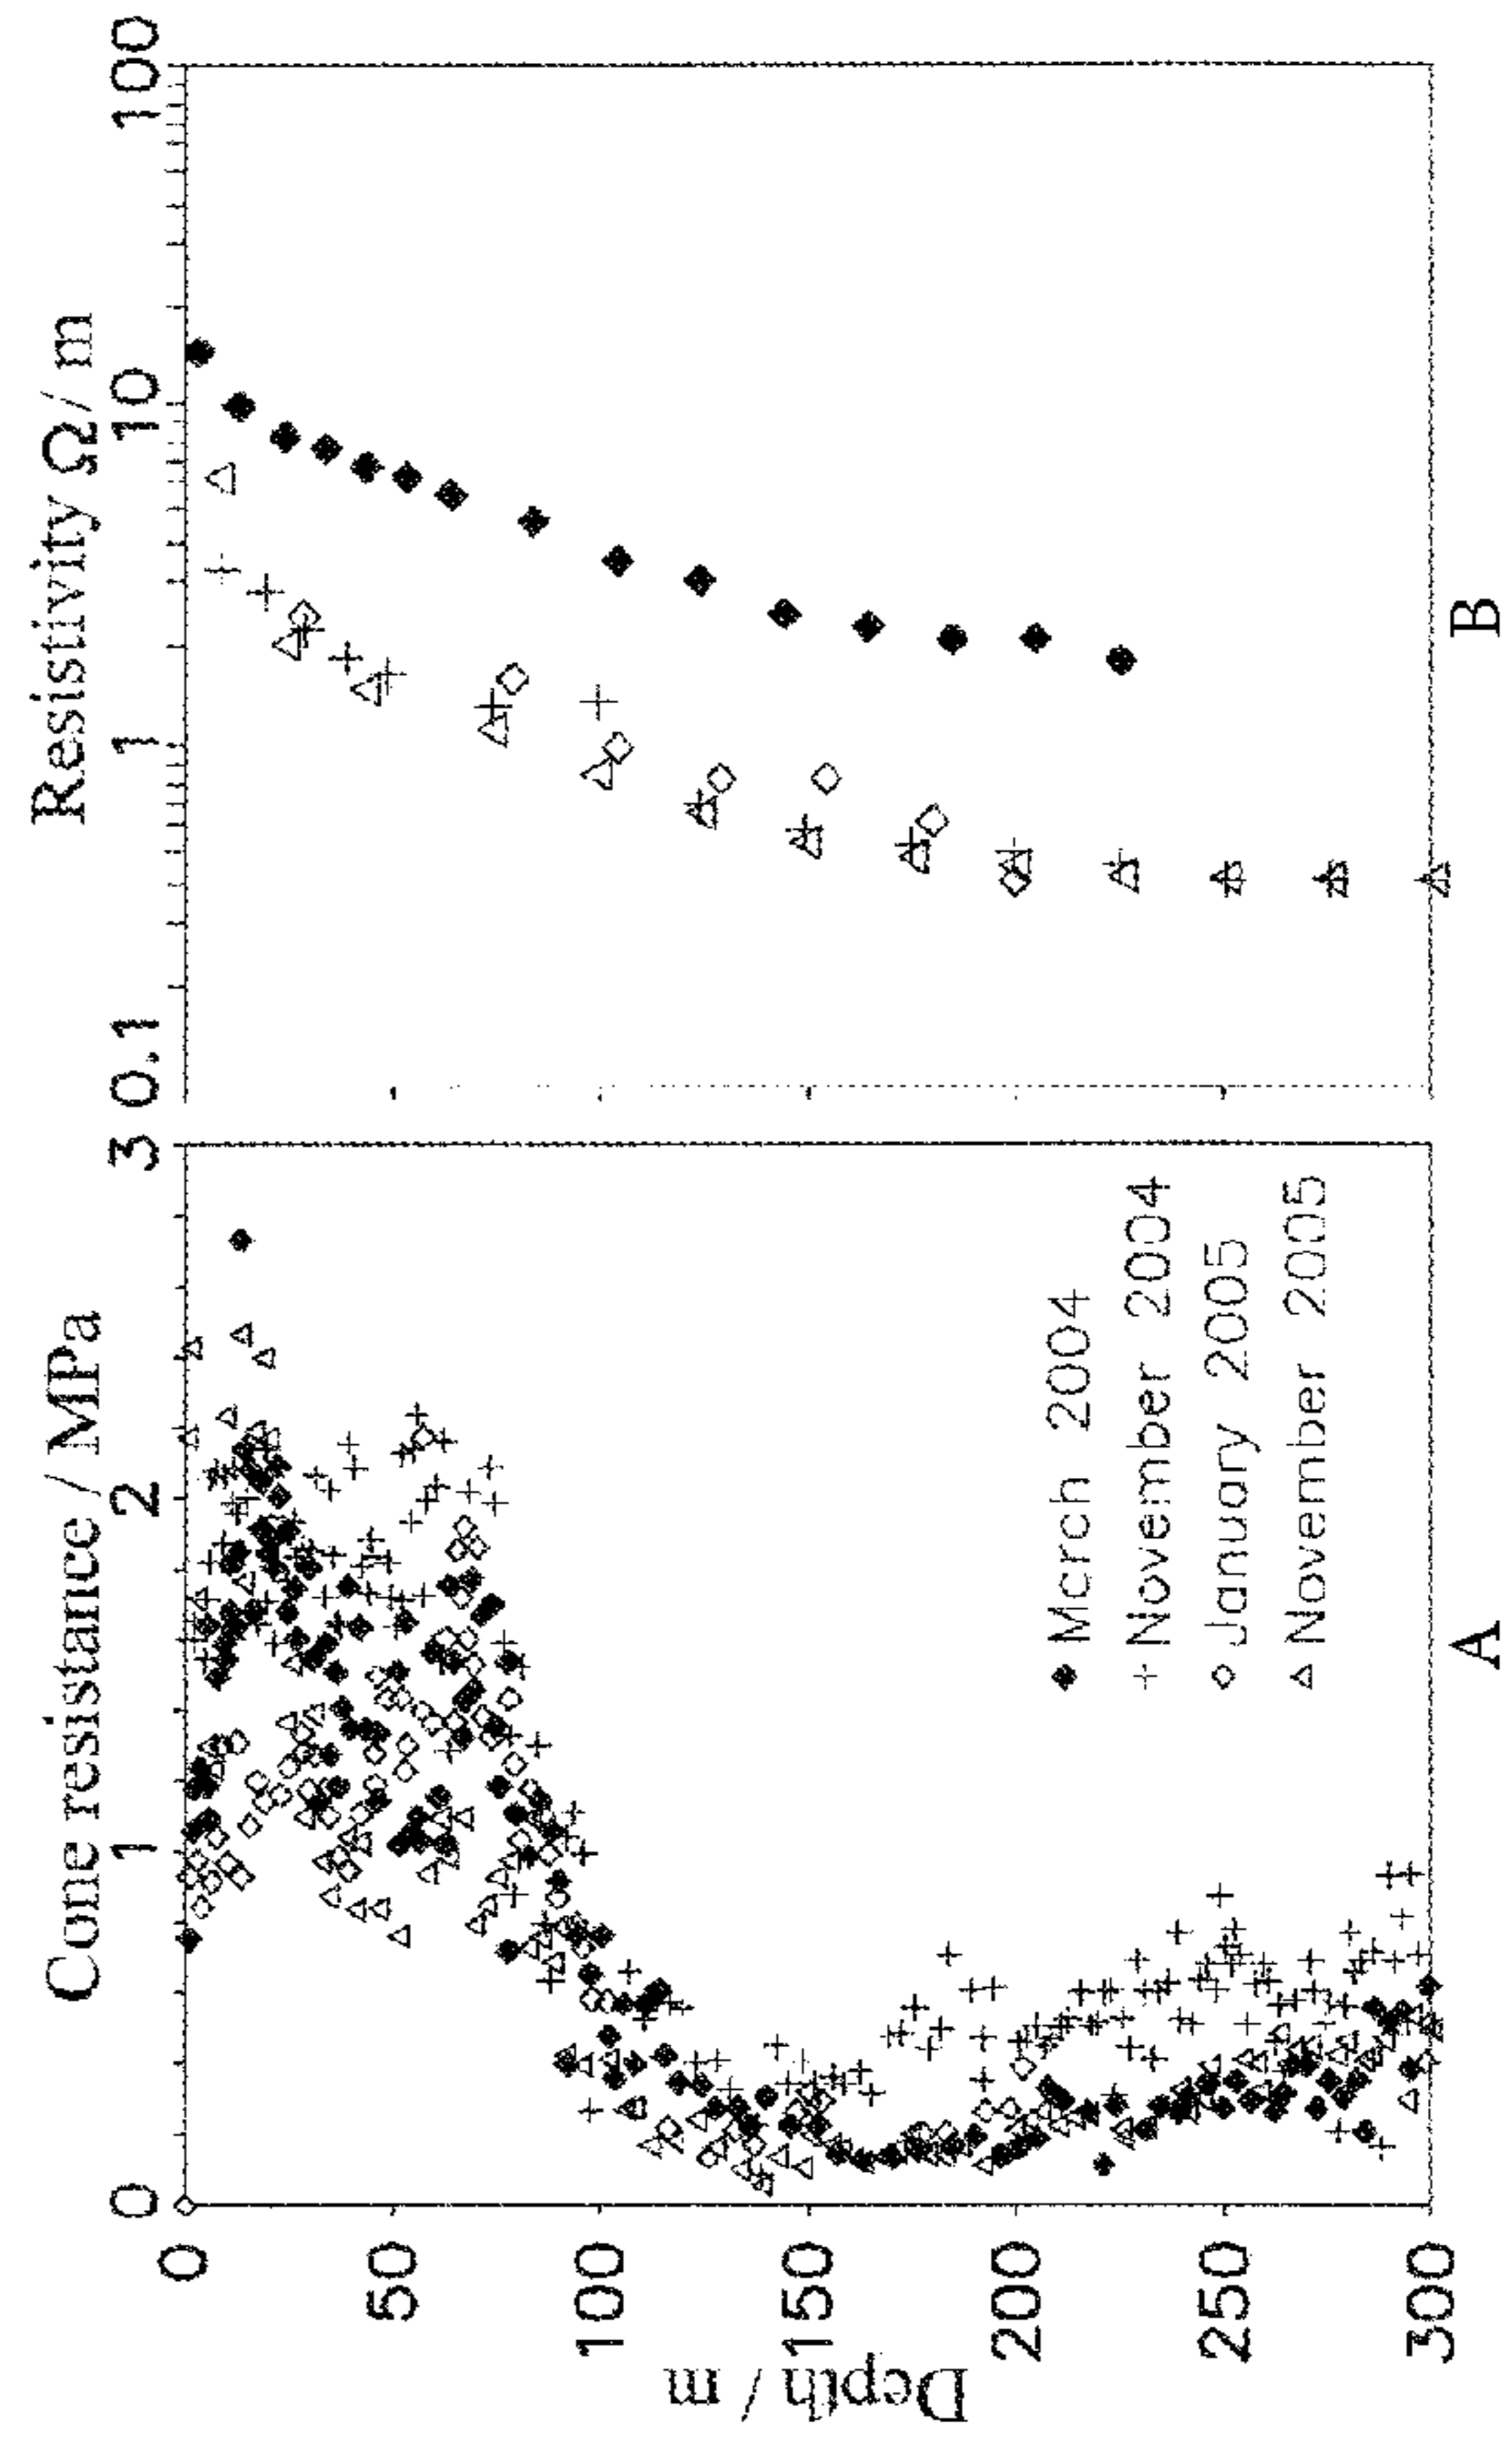 Cone resistance / MPa
0 1 2 3
Resistivity Ω / m
0.1 1 10 100
Depth / m
0
50
100
150
200
250
300
March 2004
November 2004
January 2005
November 2005
A
B